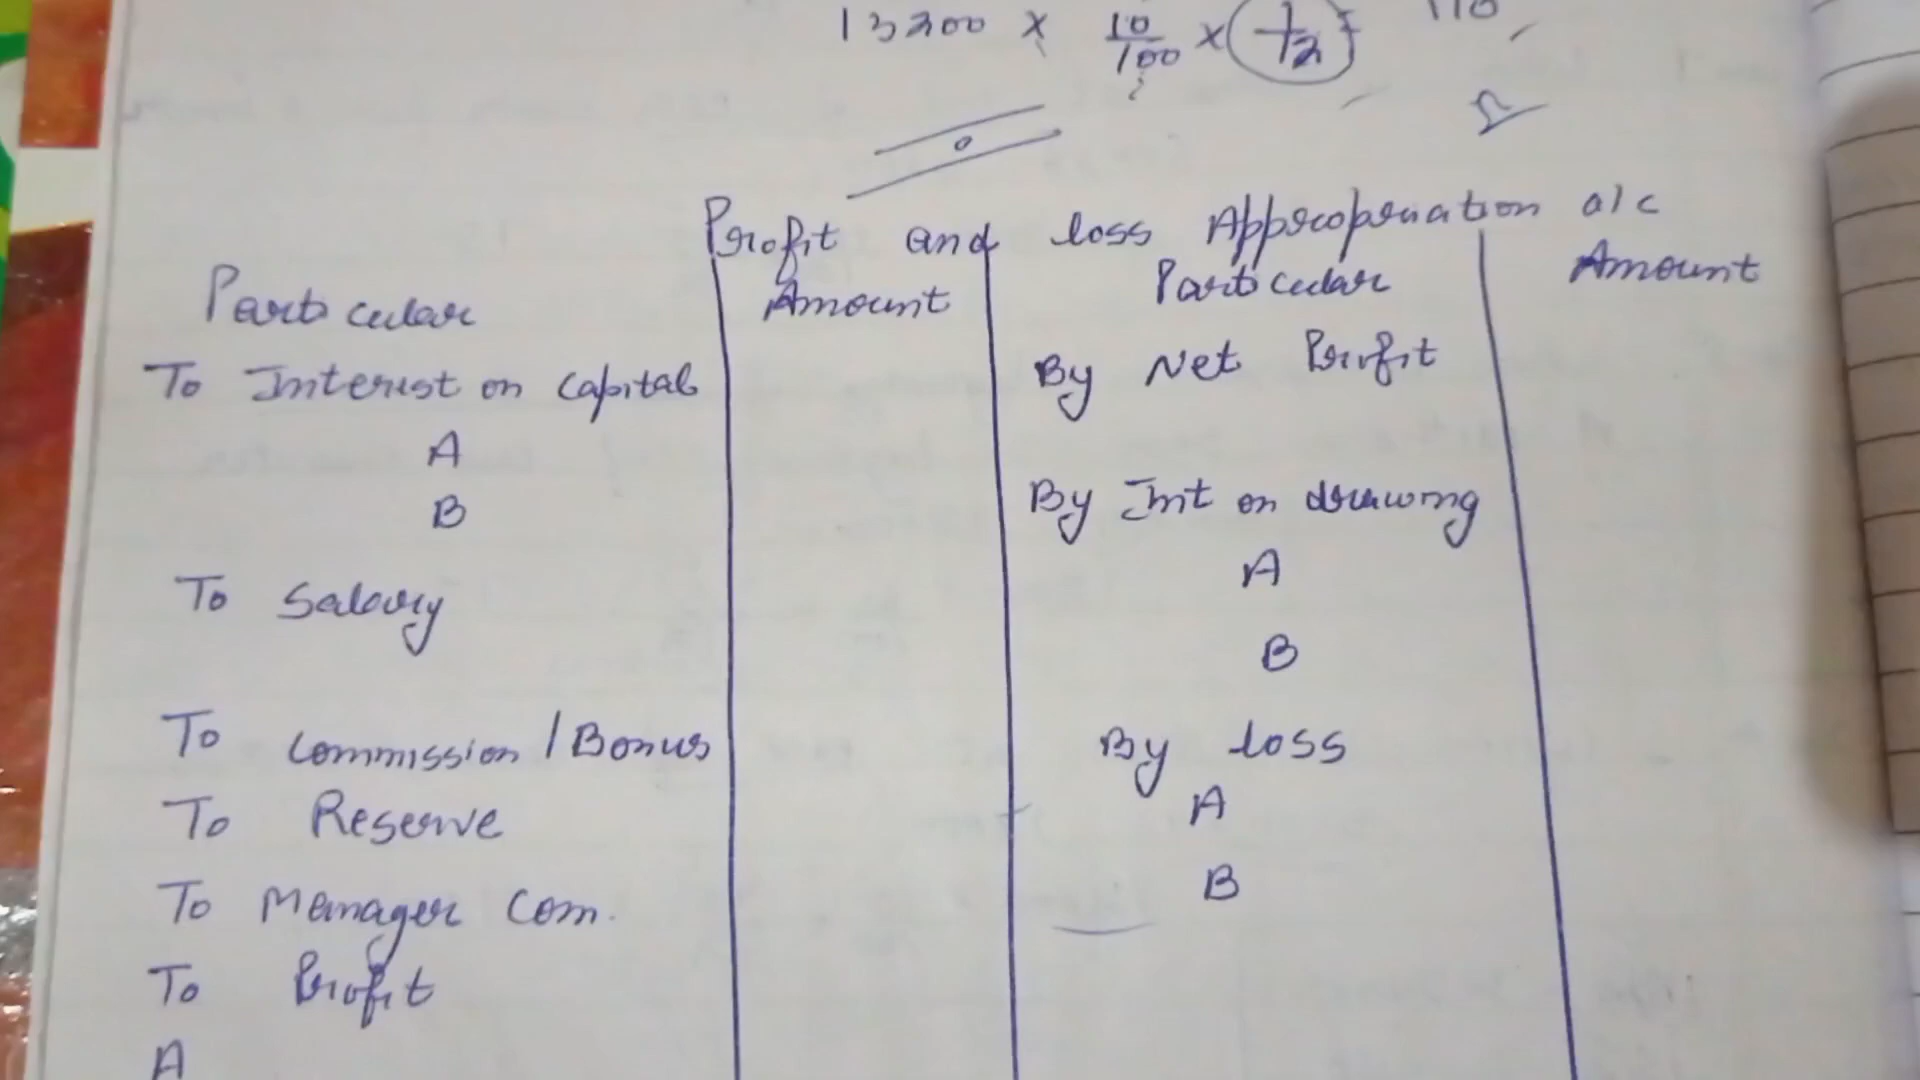 13200 × 10/100 × 1/2 = 110
Profit and loss Appropriation a/c
Particular Amount Particular Amount
To Interest on Capital By Net Profit
A
B By Int on drawing
A
To Salary
B
To Commission / Bonus By loss
To Reserve A
To Manager Com. B
To Profit
A